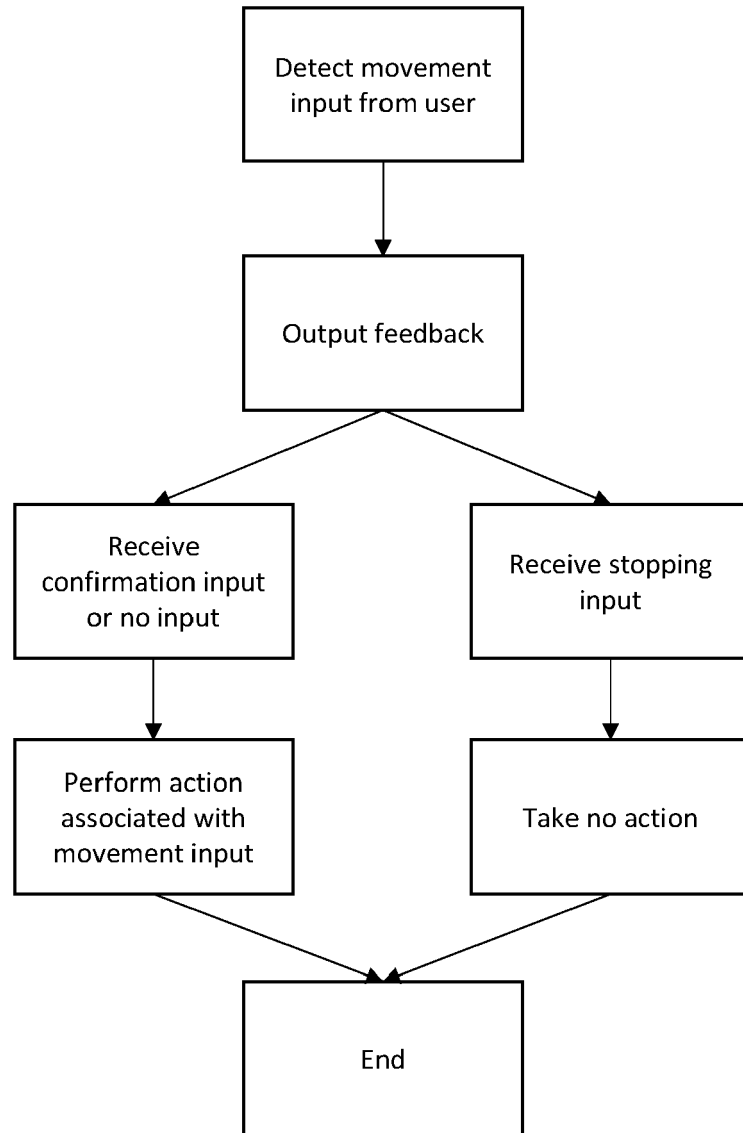 Detect movement
input from user
Output feedback
Receive
confirmation input
or no input
Receive stopping
input
Perform action
associated with
movement input
Take no action
End